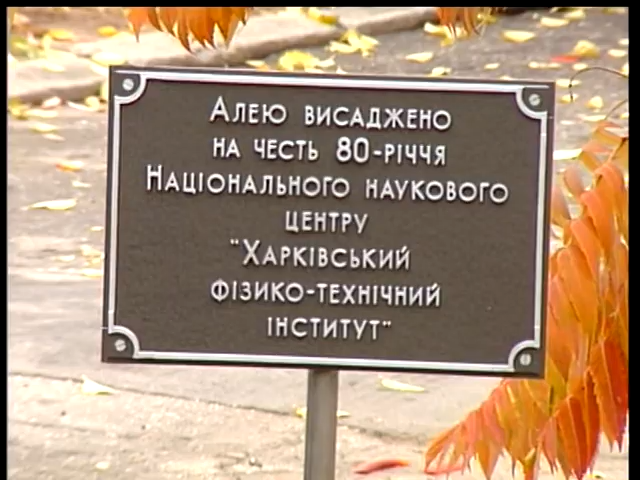 Алею висаджено
на честь 80-річчя
Національного наукового
центру
"Харківський
фізико-технічний
інститут"